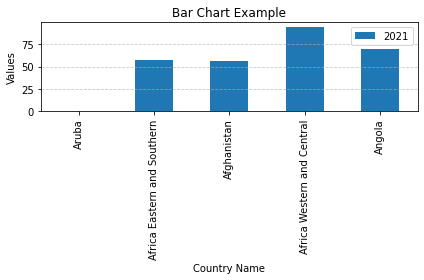 Bar Chart Example
2021
Values
75
50
25
0
Aruba
Africa Eastern and Southern
Afghanistan
Africa Western and Central
Angola
Country Name